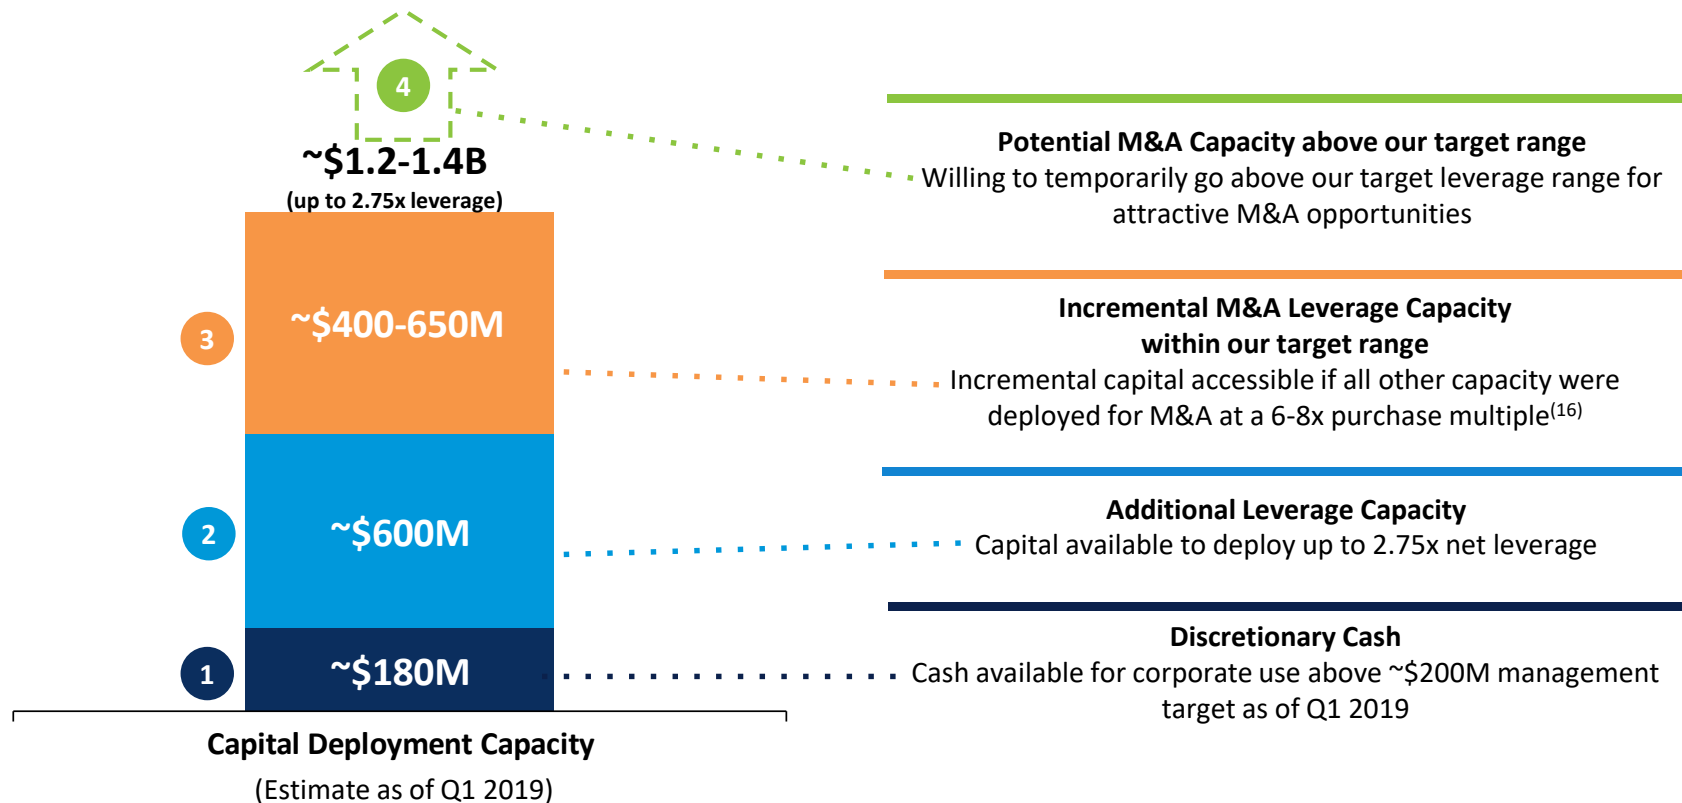 4
~$1.2-1.4B
(up to 2.75x leverage)
3
~$400-650M
2
~$600M
1
~$180M
Capital Deployment Capacity
(Estimate as of Q1 2019)
Potential M&A Capacity above our target range
Willing to temporarily go above our target leverage range for
attractive M&A opportunities
Incremental M&A Leverage Capacity
within our target range
Incremental capital accessible if all other capacity were
deployed for M&A at a 6-8x purchase multiple(16)
Additional Leverage Capacity
Capital available to deploy up to 2.75x net leverage
Discretionary Cash
Cash available for corporate use above ~$200M management
target as of Q1 2019